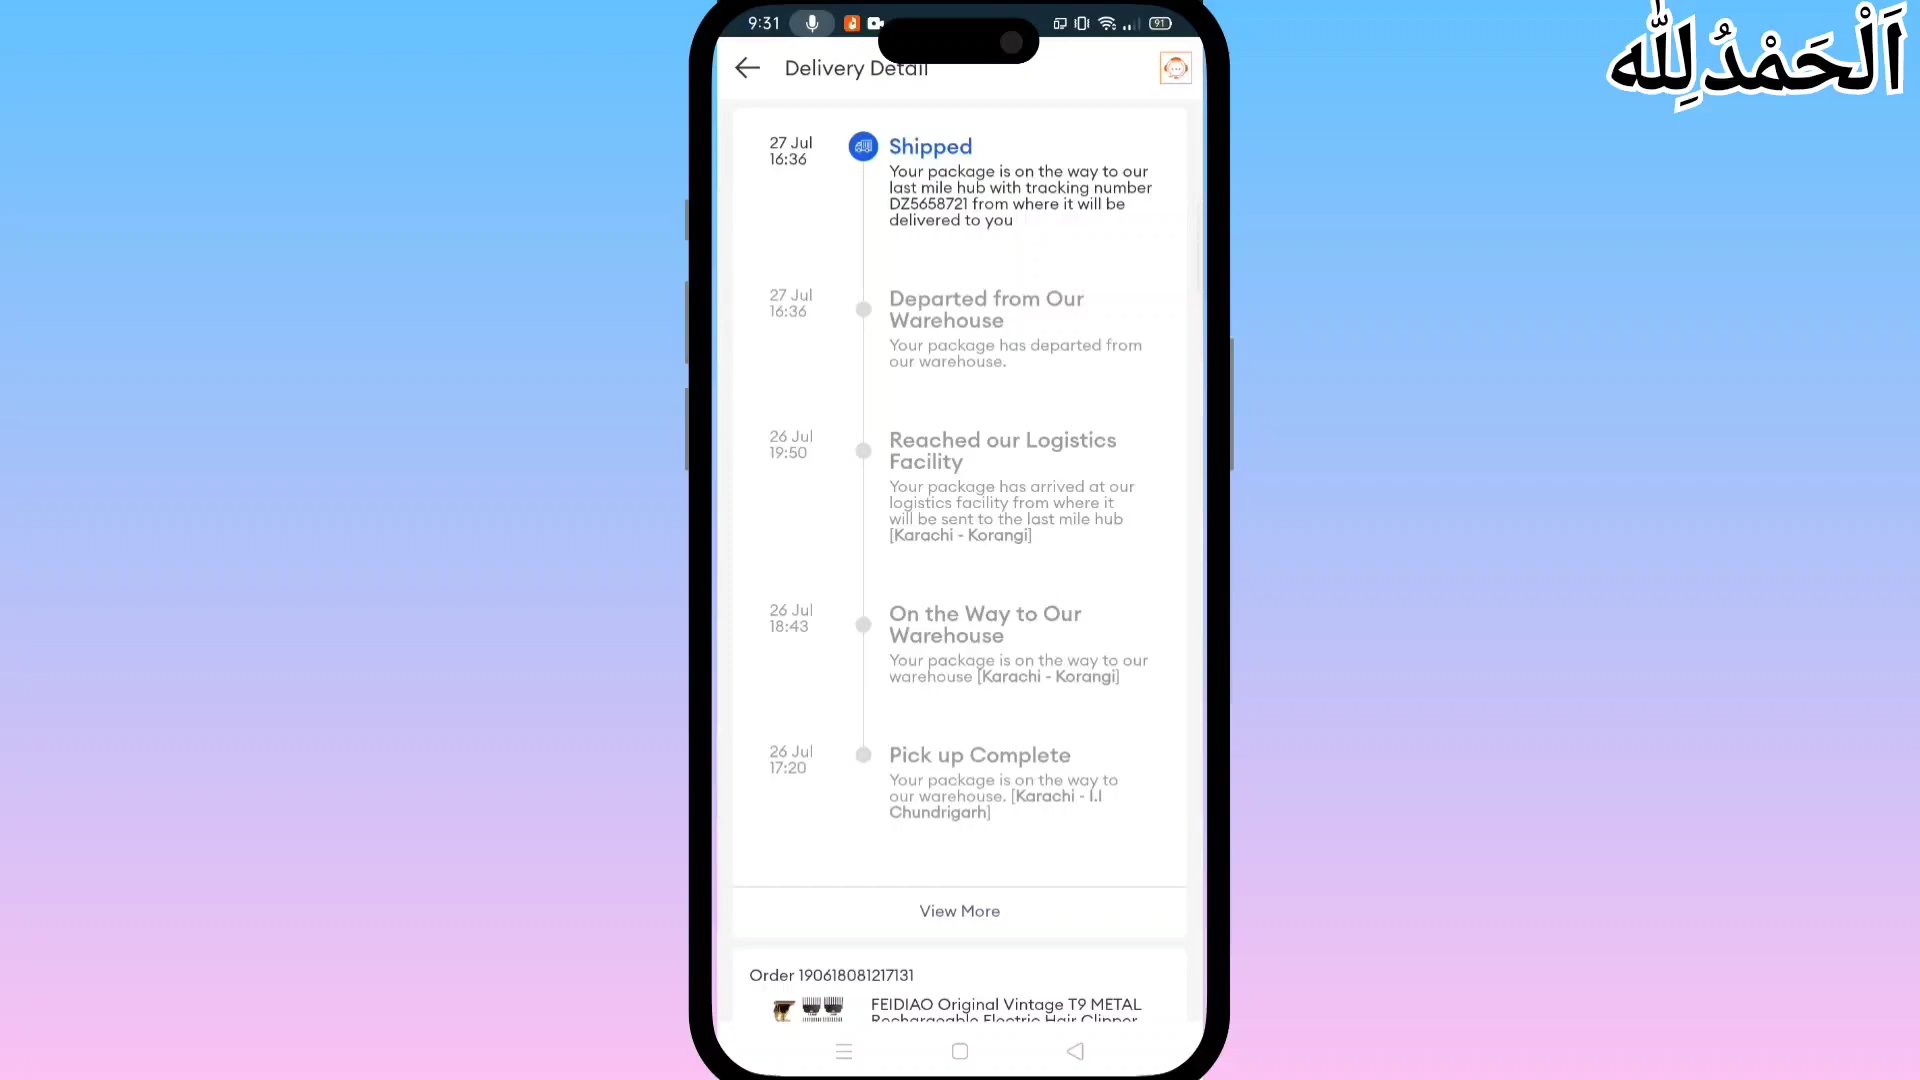 9:31
91
اَلْحَمْدُلِلّٰه
Delivery Detail
27 Jul
16:36
Shipped
Your package is on the way to our
last mile hub with tracking number
DZ5658721 from where it will be
delivered to you
27 Jul
16:36
Departed from Our
Warehouse
Your package has departed from
our warehouse.
26 Jul
19:50
Reached our Logistics
Facility
Your package has arrived at our
logistics facility from where it
will be sent to the last mile hub
[Karachi - Korangi]
26 Jul
18:43
On the Way to Our
Warehouse
Your package is on the way to our
warehouse [Karachi - Korangi]
26 Jul
17:20
Pick up Complete
Your package is on the way to
our warehouse. [Karachi - I.I
Chundrigarh]
View More
Order 190618081217131
FEIDIAO Original Vintage T9 METAL
Rechargeable Electric Hair Clipper